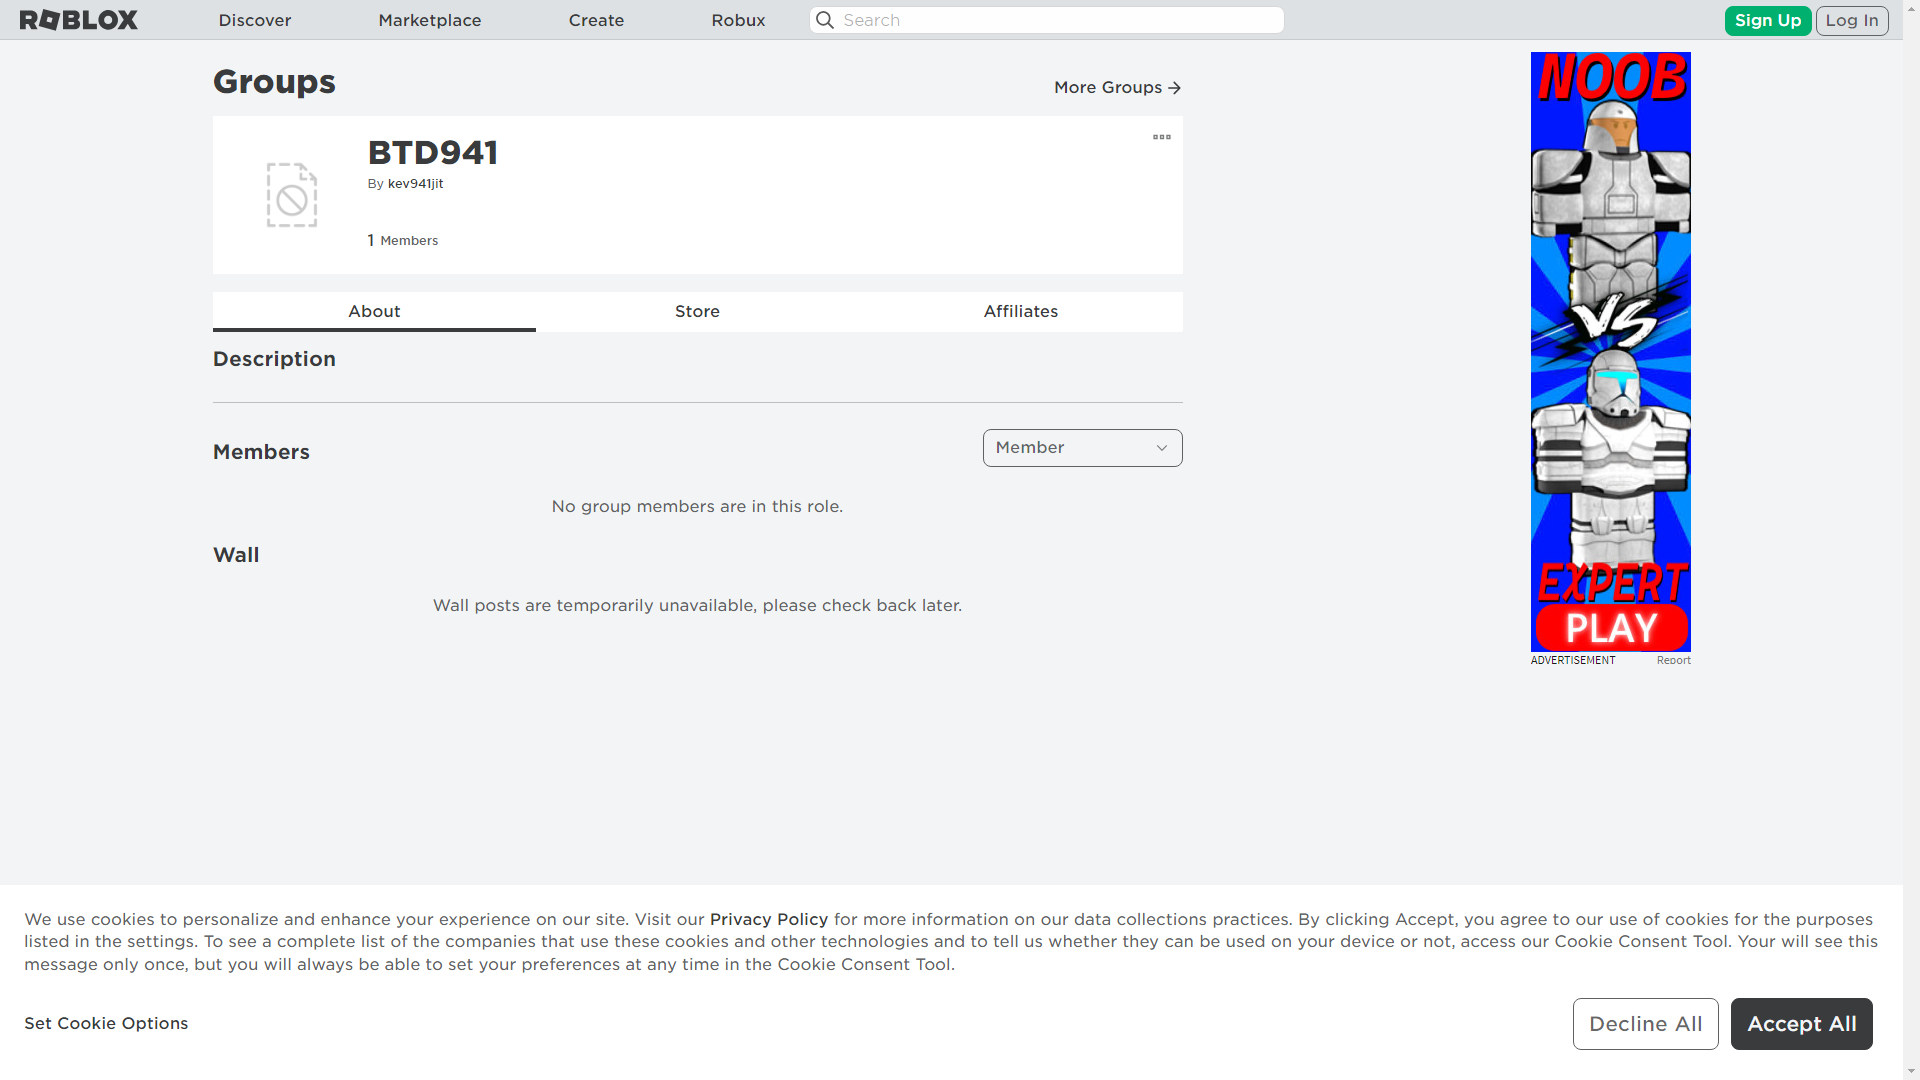 ROBLOX Discover Marketplace Create Robux Search Sign Up Log In
Groups
More Groups
BTD941
By kev941jit
1 Members
About Store Affiliates
Description
Members
Member
No group members are in this role.
Wall
Wall posts are temporarily unavailable, please check back later.
NOOB
VS
EXPERT
PLAY
ADVERTISEMENT Report
We use cookies to personalize and enhance your experience on our site. Visit our Privacy Policy for more information on our data collections practices. By clicking Accept, you agree to our use of cookies for the purposes
listed in the settings. To see a complete list of the companies that use these cookies and other technologies and to tell us whether they can be used on your device or not, access our Cookie Consent Tool. Your will see this
message only once, but you will always be able to set your preferences at any time in the Cookie Consent Tool.
Set Cookie Options
Decline All
Accept All